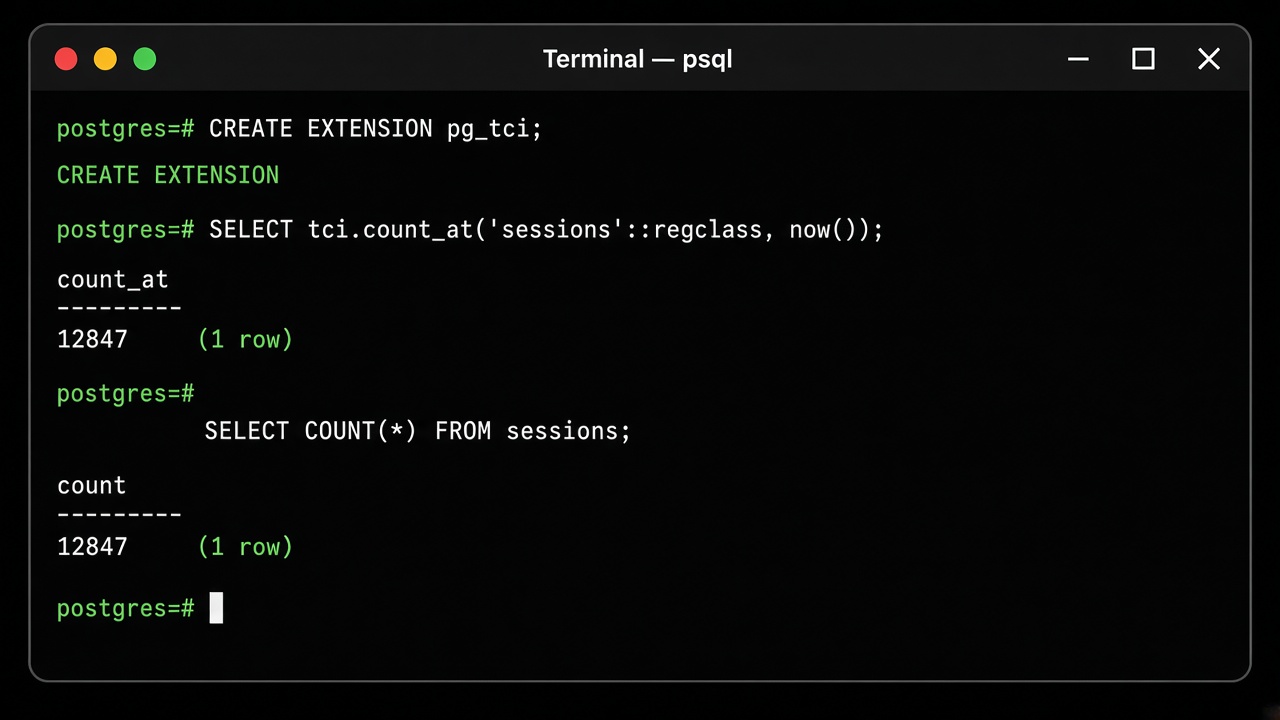 Terminal — psql
postgres=# CREATE EXTENSION pg_tci;
CREATE EXTENSION
postgres=# SELECT tci.count_at('sessions'::regclass, now());
count_at
---------
12847 (1 row)
postgres=#
SELECT COUNT(*) FROM sessions;
count
---------
12847 (1 row)
postgres=#